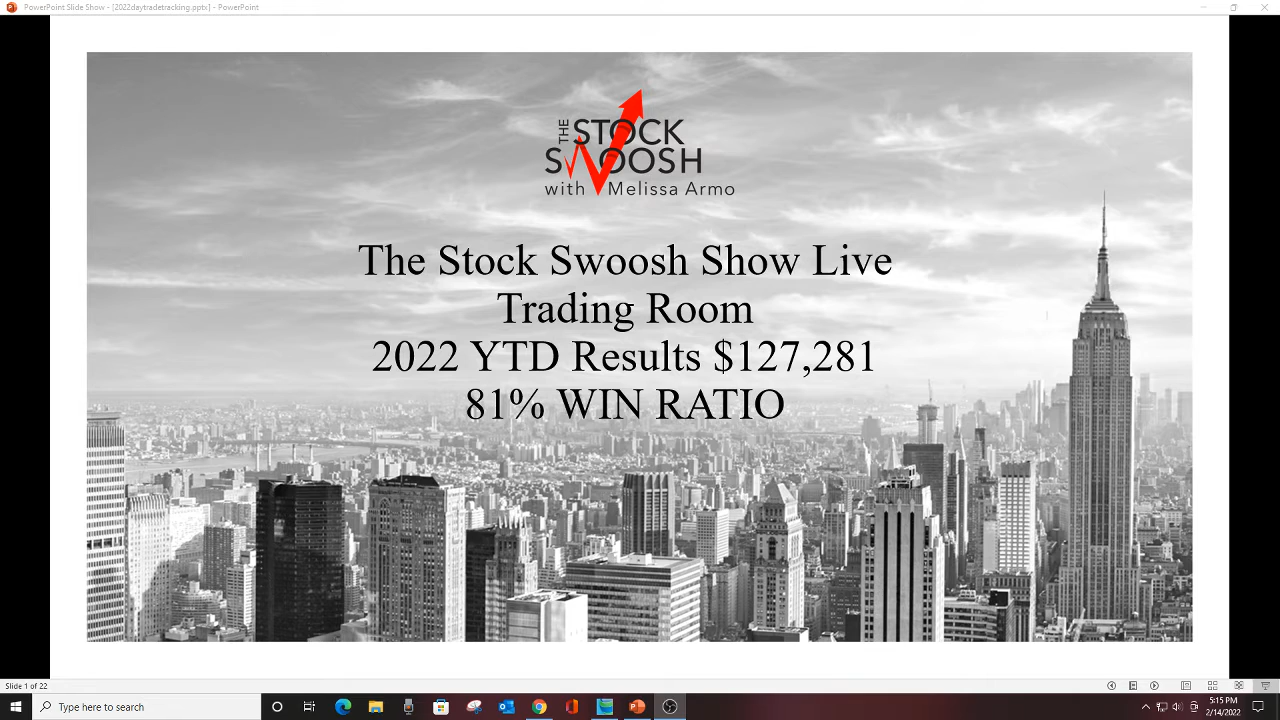 PowerPoint Slide Show - [2022daytradetracking.pptx] - PowerPoint
THE STOCK
SWOOSH
with Melissa Armo
The Stock Swoosh Show Live
Trading Room
2022 YTD Results $127,281
81% WIN RATIO
Slide 1 of 22
Type here to search
5:15 PM
2/14/2022